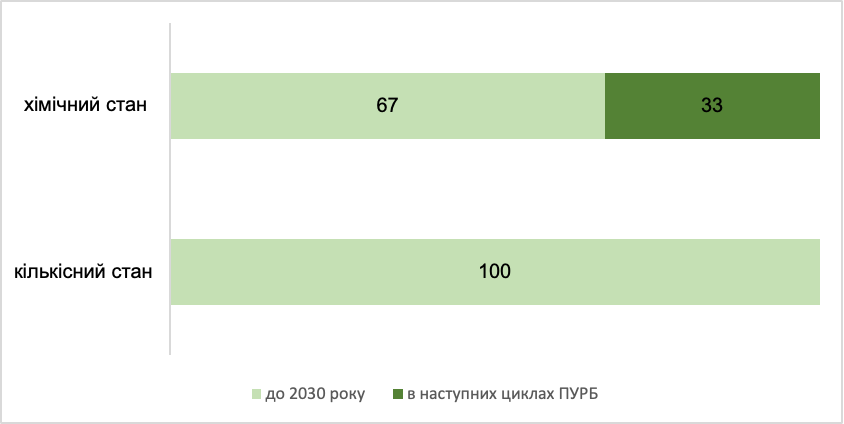 хімічний стан
67
33
кількісний стан
100
до 2030 року
в наступних циклах ПУРБ